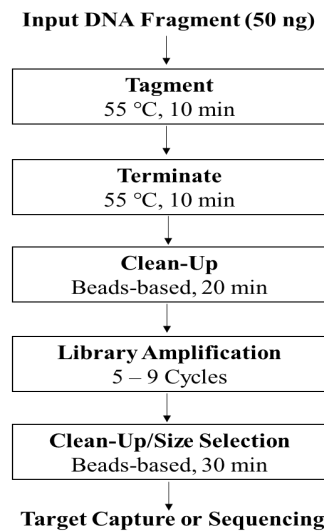 Input DNA Fragment (50 ng)
Tagment
55 ℃, 10 min
Terminate
55 ℃, 10 min
Clean-Up
Beads-based, 20 min
Library Amplification
5 – 9 Cycles
Clean-Up/Size Selection
Beads-based, 30 min
Target Capture or Sequencing